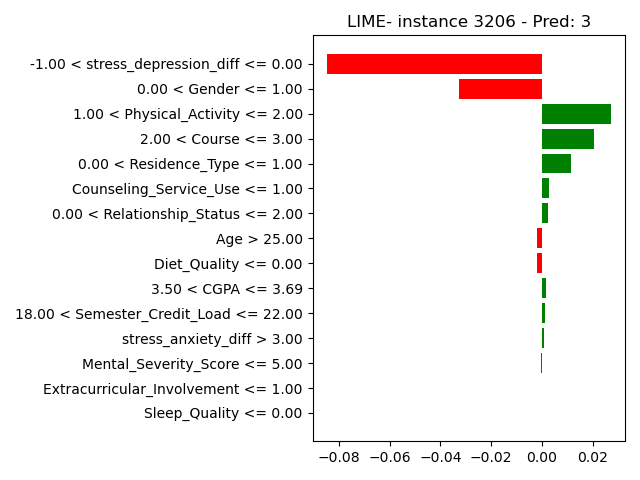 LIME- instance 3206 - Pred: 3
-1.00 < stress_depression_diff <= 0.00
0.00 < Gender <= 1.00
1.00 < Physical_Activity <= 2.00
2.00 < Course <= 3.00
0.00 < Residence_Type <= 1.00
Counseling_Service_Use <= 1.00
0.00 < Relationship_Status <= 2.00
Age > 25.00
Diet_Quality <= 0.00
3.50 < CGPA <= 3.69
18.00 < Semester_Credit_Load <= 22.00
stress_anxiety_diff > 3.00
Mental_Severity_Score <= 5.00
Extracurricular_Involvement <= 1.00
Sleep_Quality <= 0.00
−0.08 −0.06 −0.04 −0.02 0.00 0.02